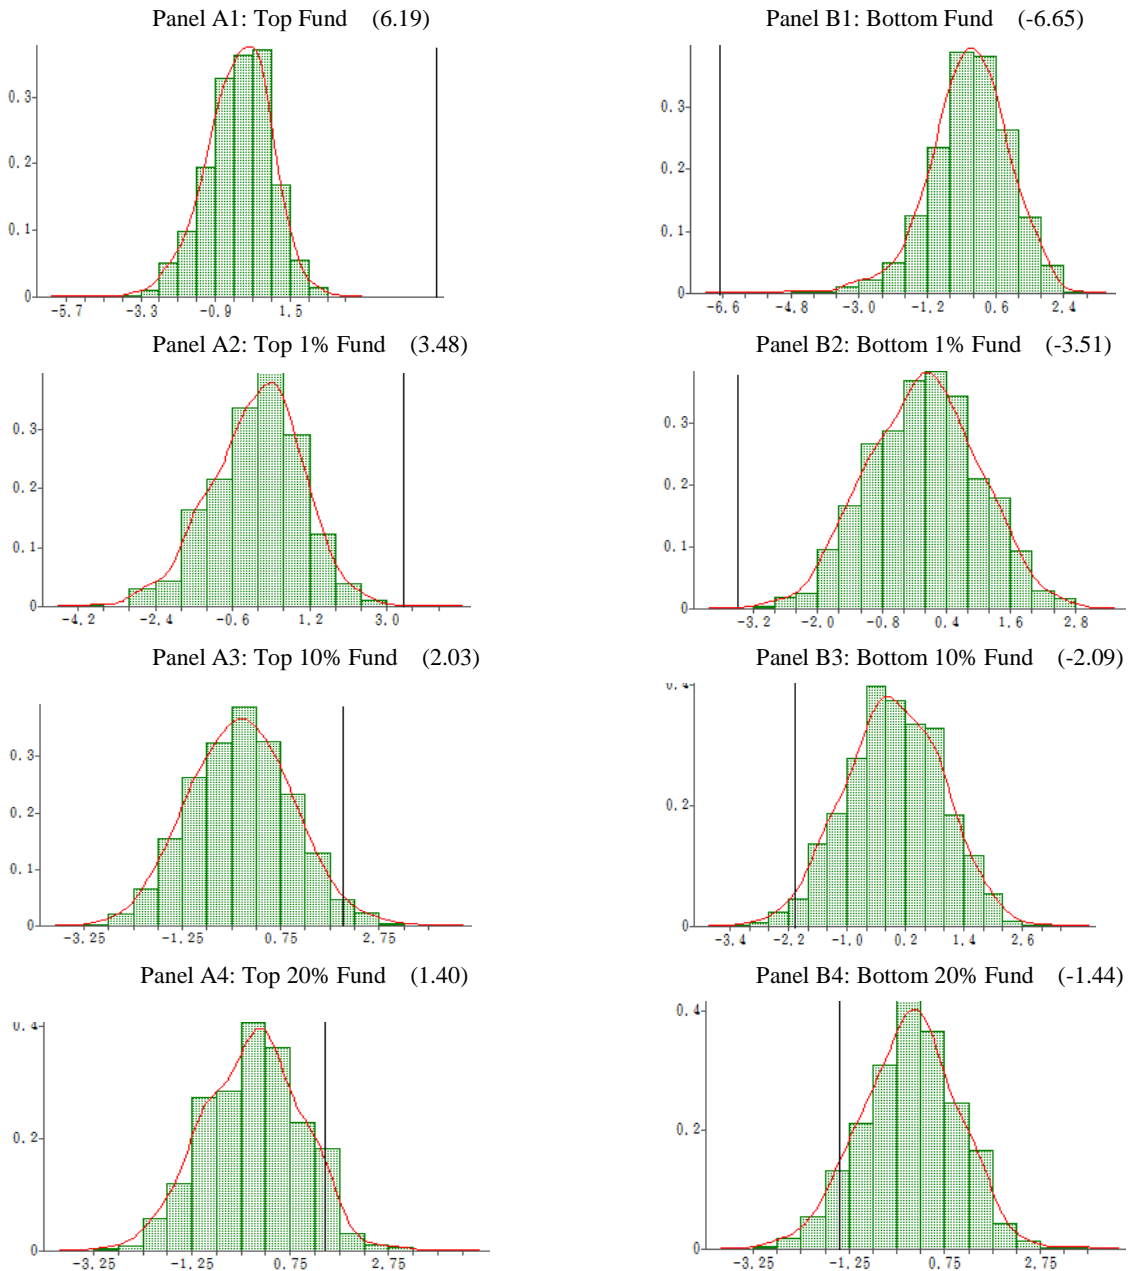 Panel A1: Top Fund (6.19)
0.3
0.2
0.1
0
-5.7 -3.3 -0.9 1.5
Panel B1: Bottom Fund (-6.65)
0.3
0.2
0.1
0
-6.6 -4.8 -3.0 -1.2 0.6 2.4
Panel A2: Top 1% Fund (3.48)
0.3
0.2
0.1
0
-4.2 -2.4 -0.6 1.2 3.0
Panel B2: Bottom 1% Fund (-3.51)
0.3
0.2
0.1
0
-3.2 -2.0 -0.8 0.4 1.6 2.8
Panel A3: Top 10% Fund (2.03)
0.3
0.2
0.1
0
-3.25 -1.25 0.75 2.75
Panel B3: Bottom 10% Fund (-2.09)
0.4
0.2
0
-3.4 -2.2 -1.0 0.2 1.4 2.6
Panel A4: Top 20% Fund (1.40)
0.4
0.2
0
-3.25 -1.25 0.75 2.75
Panel B4: Bottom 20% Fund (-1.44)
0.4
0.2
0
-3.25 -1.25 0.75 2.75